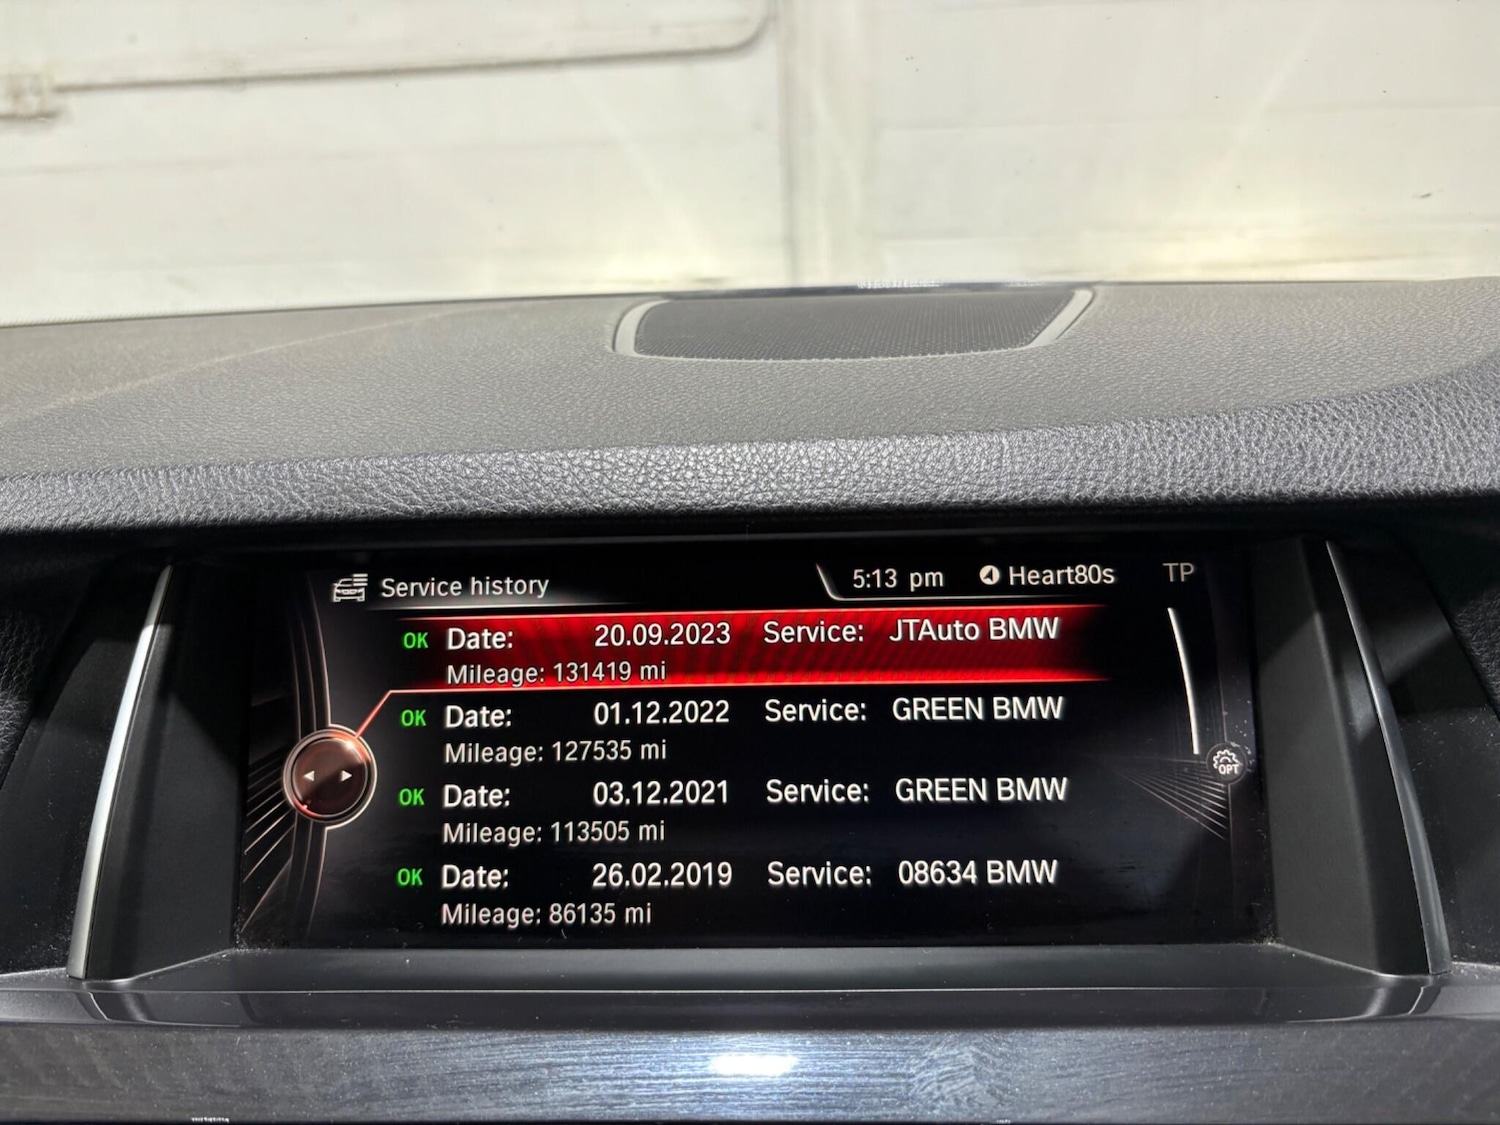 Service history 5:13 pm Heart80s TP
OK Date: 20.09.2023 Service: JTAuto BMW
Mileage: 131419 mi
OK Date: 01.12.2022 Service: GREEN BMW
Mileage: 127535 mi
OPT
OK Date: 03.12.2021 Service: GREEN BMW
Mileage: 113505 mi
OK Date: 26.02.2019 Service: 08634 BMW
Mileage: 86135 mi